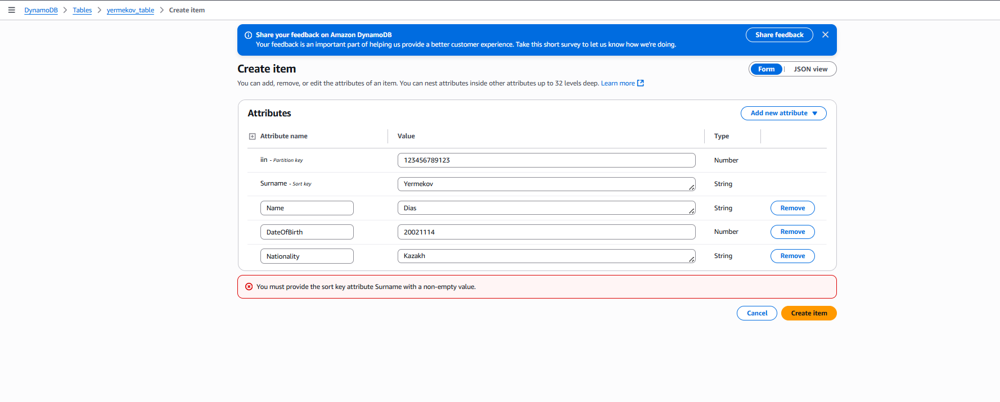 DynamoDB > Tables > yermekov_table > Create item
Share your feedback on Amazon DynamoDB
Your feedback is an important part of helping us provide a better customer experience. Take this short survey to let us know how we're doing.
Share feedback
Create item
Form | JSON view
You can add, remove, or edit the attributes of an item. You can nest attributes inside other attributes up to 32 levels deep. Learn more
Attributes
Add new attribute
Attribute name Value Type
iin - Partition key 123456789123 Number
Surname - Sort key Yermekov String
Name Dias String Remove
DateOfBirth 20021114 Number Remove
Nationality Kazakh String Remove
You must provide the sort key attribute Surname with a non-empty value.
Cancel Create item